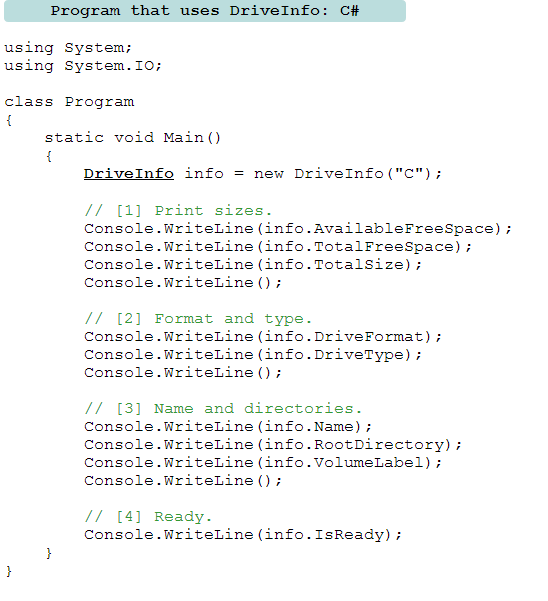 Program that uses DriveInfo: C#
using System;
using System.IO;
class Program
{
static void Main()
{
DriveInfo info = new DriveInfo("C");
// [1] Print sizes.
Console.WriteLine(info.AvailableFreeSpace);
Console.WriteLine(info.TotalFreeSpace);
Console.WriteLine(info.TotalSize);
Console.WriteLine();
// [2] Format and type.
Console.WriteLine(info.DriveFormat);
Console.WriteLine(info.DriveType);
Console.WriteLine();
// [3] Name and directories.
Console.WriteLine(info.Name);
Console.WriteLine(info.RootDirectory);
Console.WriteLine(info.VolumeLabel);
Console.WriteLine();
// [4] Ready.
Console.WriteLine(info.IsReady);
}
}